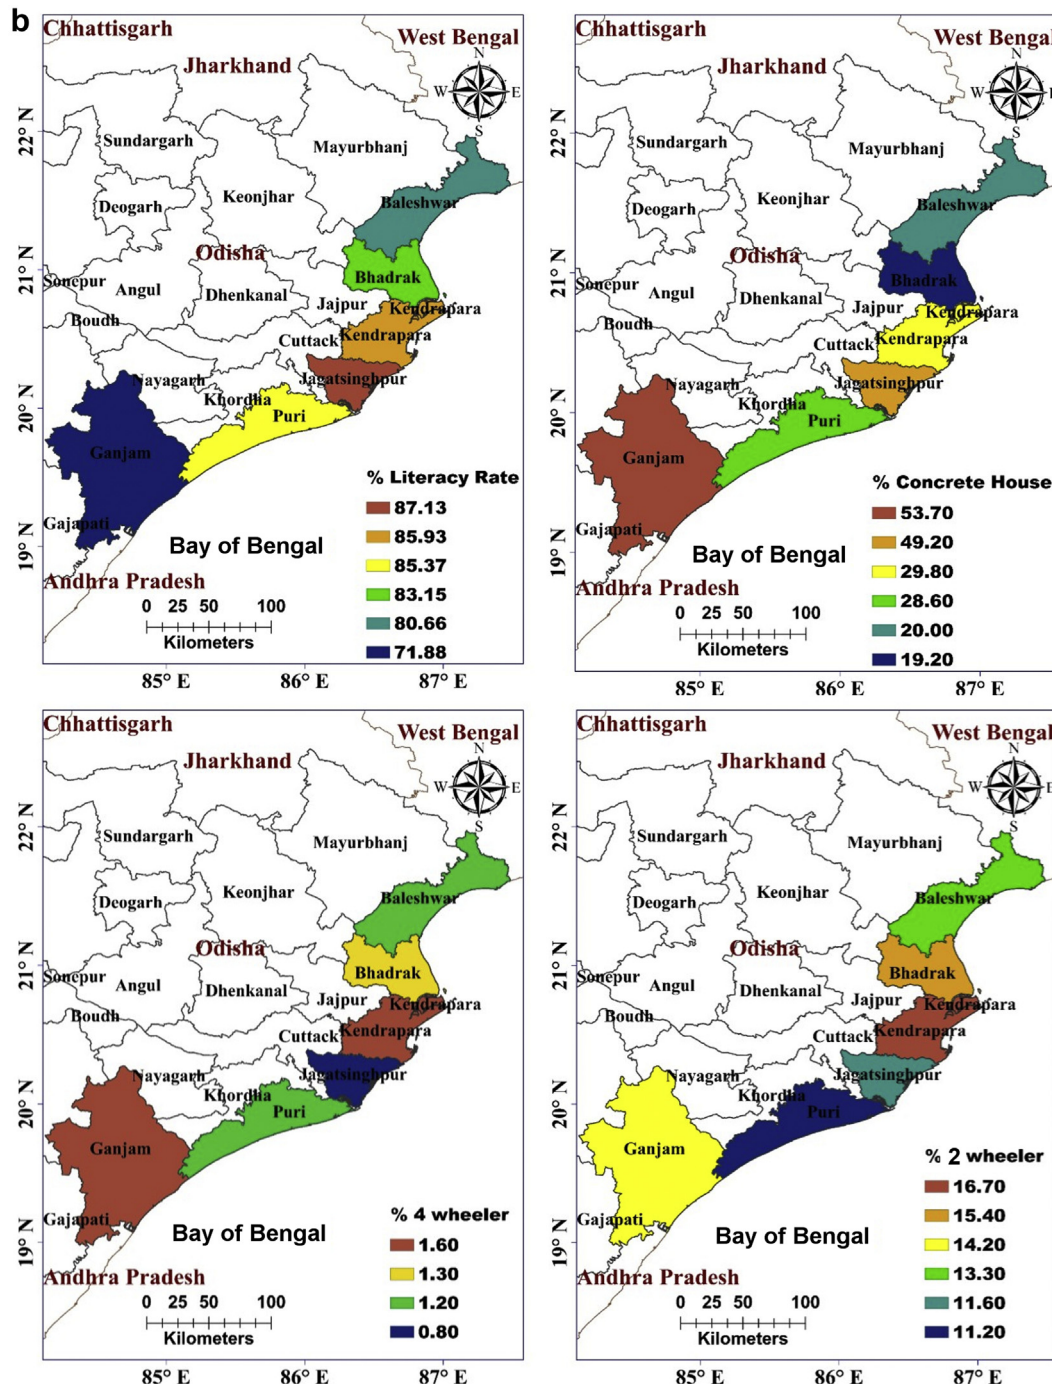 b
Chhattisgarh
West Bengal
Jharkhand
N
W E
S
22° N
Sundargarh
Mayurbhanj
Keonjhar
Deogarh
Baleshwar
Odisha
21° N
Sonepur
Angul
Bhadrak
Dhenkanal
Jajpur
Kendrapara
Boudh
Cuttack
Kendrapara
Nayagarh
Jagatsinghpur
20° N
Khordha
Puri
Ganjam
% Literacy Rate
87.13
Gajapati
85.93
19° N
Bay of Bengal
85.37
Andhra Pradesh
83.15
0 25 50 100
80.66
Kilometers
71.88
85° E 86° E 87° E
Chhattisgarh
West Bengal
Jharkhand
N
W E
S
22° N
Sundargarh
Mayurbhanj
Keonjhar
Deogarh
Baleshwar
Odisha
21° N
Sonepur
Angul
Bhadrak
Dhenkanal
Jajpur
Kendrapara
Boudh
Cuttack
Kendrapara
Nayagarh
Jagatsinghpur
20° N
Khordha
Puri
Ganjam
% Concrete House
53.70
Gajapati
49.20
19° N
Bay of Bengal
29.80
Andhra Pradesh
28.60
0 25 50 100
20.00
Kilometers
19.20
85° E 86° E 87° E
Chhattisgarh
West Bengal
Jharkhand
N
W E
S
22° N
Sundargarh
Mayurbhanj
Keonjhar
Deogarh
Baleshwar
Odisha
21° N
Sonepur
Angul
Bhadrak
Dhenkanal
Jajpur
Kendrapara
Boudh
Cuttack
Kendrapara
Nayagarh
Jagatsinghpur
20° N
Khordha
Puri
Ganjam
% 4 wheeler
Gajapati
Bay of Bengal
1.60
19° N
Andhra Pradesh
1.30
0 25 50 100
1.20
Kilometers
0.80
85° E 86° E 87° E
Chhattisgarh
West Bengal
Jharkhand
N
W E
S
22° N
Sundargarh
Mayurbhanj
Keonjhar
Deogarh
Baleshwar
Odisha
21° N
Sonepur
Angul
Bhadrak
Dhenkanal
Jajpur
Kendrapara
Boudh
Cuttack
Kendrapara
Nayagarh
Jagatsinghpur
20° N
Khordha
Puri
Ganjam
% 2 wheeler
16.70
Gajapati
15.40
Bay of Bengal
19° N
14.20
Andhra Pradesh
13.30
0 25 50 100
11.60
Kilometers
11.20
85° E 86° E 87° E